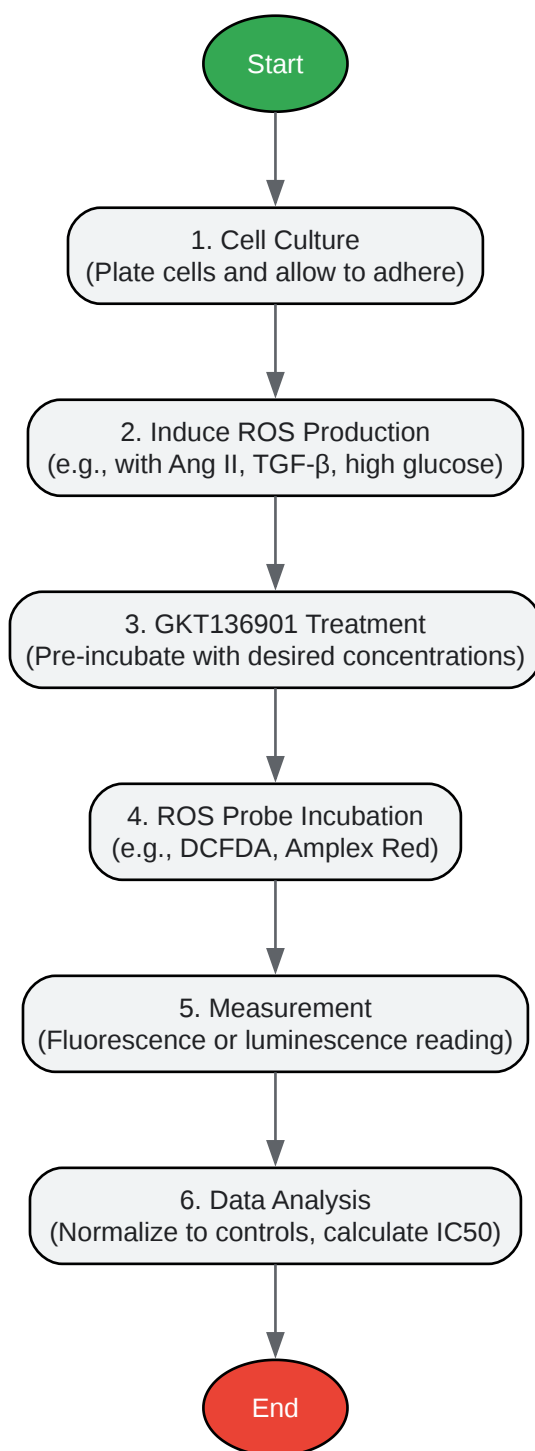 Start
1. Cell Culture
(Plate cells and allow to adhere)
2. Induce ROS Production
(e.g., with Ang II, TGF-β, high glucose)
3. GKT136901 Treatment
(Pre-incubate with desired concentrations)
4. ROS Probe Incubation
(e.g., DCFDA, Amplex Red)
5. Measurement
(Fluorescence or luminescence reading)
6. Data Analysis
(Normalize to controls, calculate IC50)
End